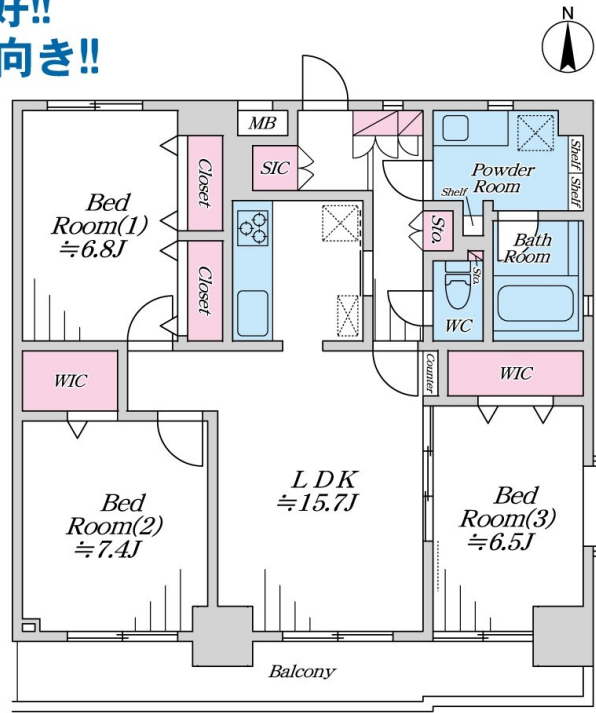 好!!
向き!!
N
MB
SIC
Closet
Bed
Room(1)
≒6.8J
Closet
Powder
Room
Shelf
Shelf
Shelf
Sto.
Bath
Room
Sto.
WC
WIC
Counter
WIC
LDK
≒15.7J
Bed
Room(2)
≒7.4J
Bed
Room(3)
≒6.5J
Balcony